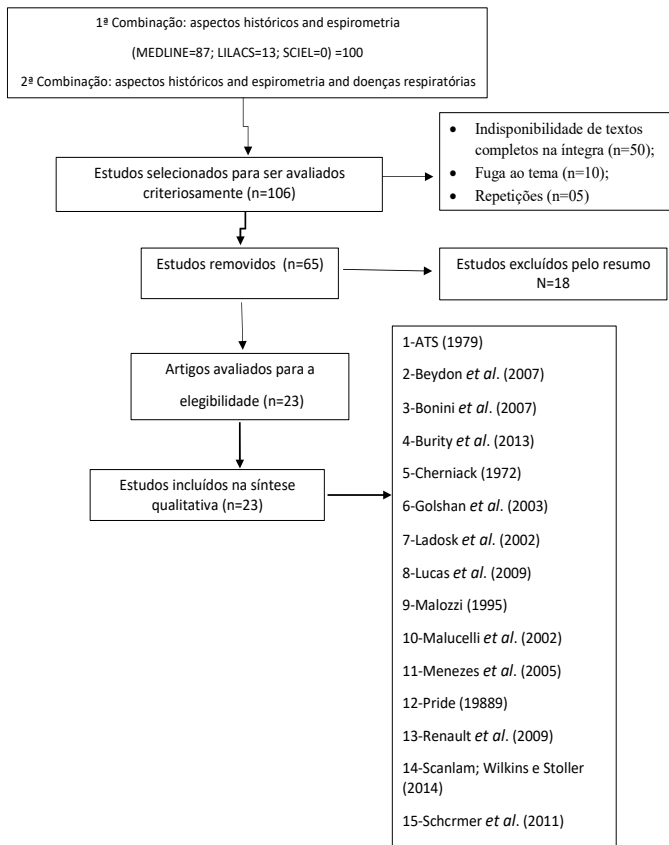 1ª Combinação: aspectos históricos and espirometria
(MEDLINE=87; LILACS=13; SCIEL=0) =100
2ª Combinação: aspectos históricos and espirometria and doenças respiratórias
Estudos selecionados para ser avaliados
criteriosamente (n=106)
• Indisponibilidade de textos
completos na íntegra (n=50);
• Fuga ao tema (n=10);
• Repetições (n=05)
Estudos removidos (n=65)
Estudos excluídos pelo resumo
N=18
Artigos avaliados para a
elegibilidade (n=23)
Estudos incluídos na síntese
qualitativa (n=23)
1-ATS (1979)
2-Beydon et al. (2007)
3-Bonini et al. (2007)
4-Burity et al. (2013)
5-Cherniack (1972)
6-Golshan et al. (2003)
7-Ladosk et al. (2002)
8-Lucas et al. (2009)
9-Malozzi (1995)
10-Malucelli et al. (2002)
11-Menezes et al. (2005)
12-Pride (19889)
13-Renault et al. (2009)
14-Scanlam; Wilkins e Stoller
(2014)
15-Schcrmer et al. (2011)